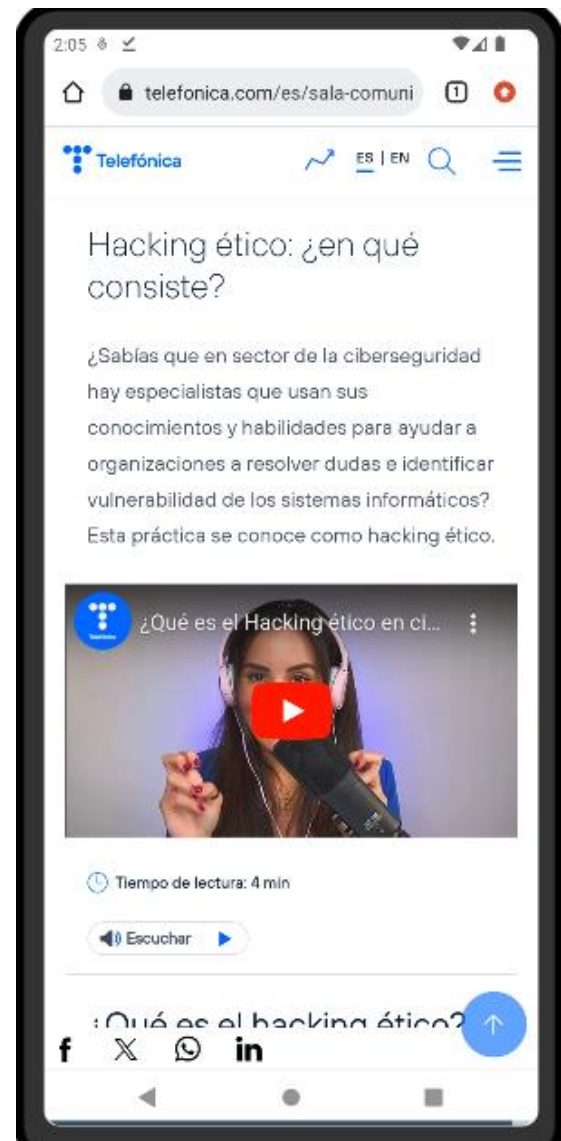 2:05
telefonica.com/es/sala-comuni
1
Telefónica
ES | EN
Hacking ético: ¿en qué
consiste?
¿Sabías que en sector de la ciberseguridad
hay especialistas que usan sus
conocimientos y habilidades para ayudar a
organizaciones a resolver dudas e identificar
vulnerabilidad de los sistemas informáticos?
Esta práctica se conoce como hacking ético.
¿Qué es el Hacking ético en ci...
Tiempo de lectura: 4 min
Escuchar
¿Qué es el hacking ético?